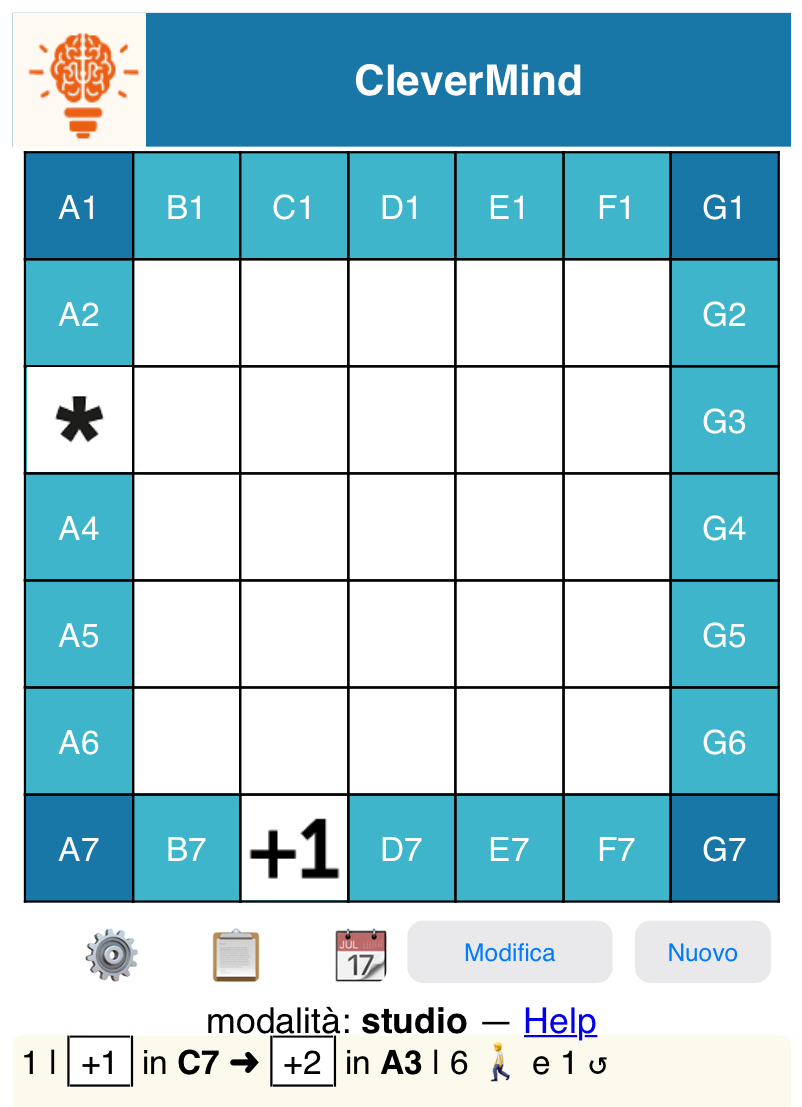 CleverMind
A1 B1 C1 D1 E1 F1 G1
A2 G2
* G3
A4 G4
A5 G5
A6 G6
A7 B7 +1 D7 E7 F7 G7
JUL 17 Modifica Nuovo
modalità: studio — Help
1 | +1 in C7 ➜ +2 in A3 | 6 🚶 e 1 ↺